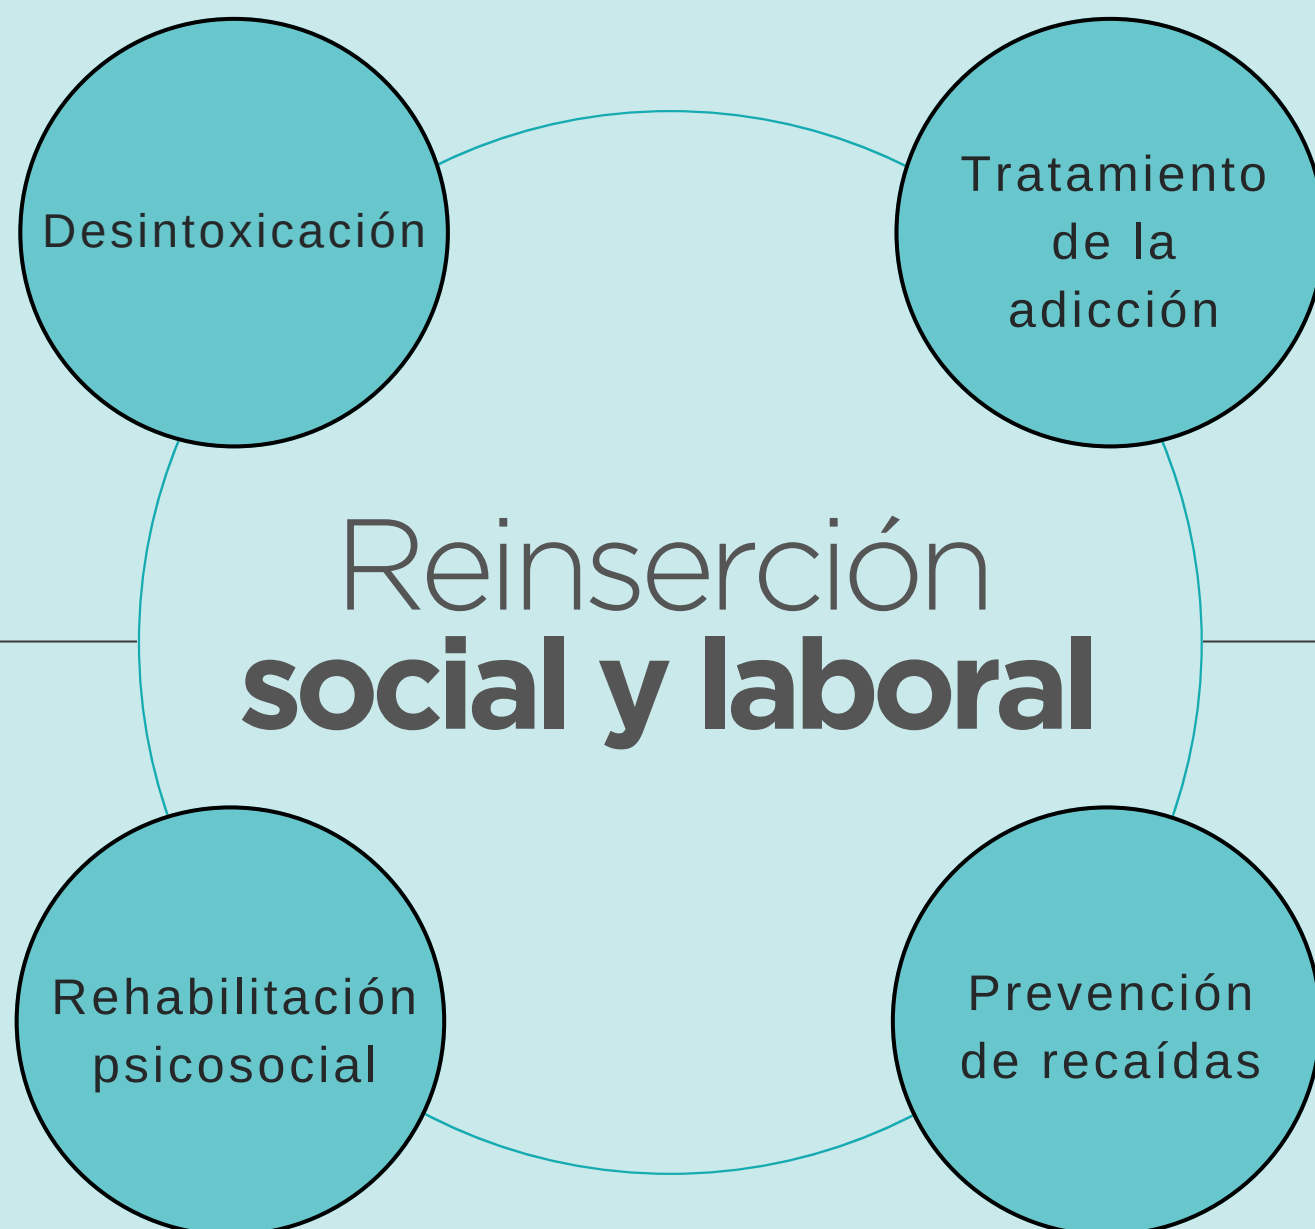 Desintoxicación
Tratamiento
de la
adicción
Reinserción
social y laboral
Rehabilitación
psicosocial
Prevención
de recaídas